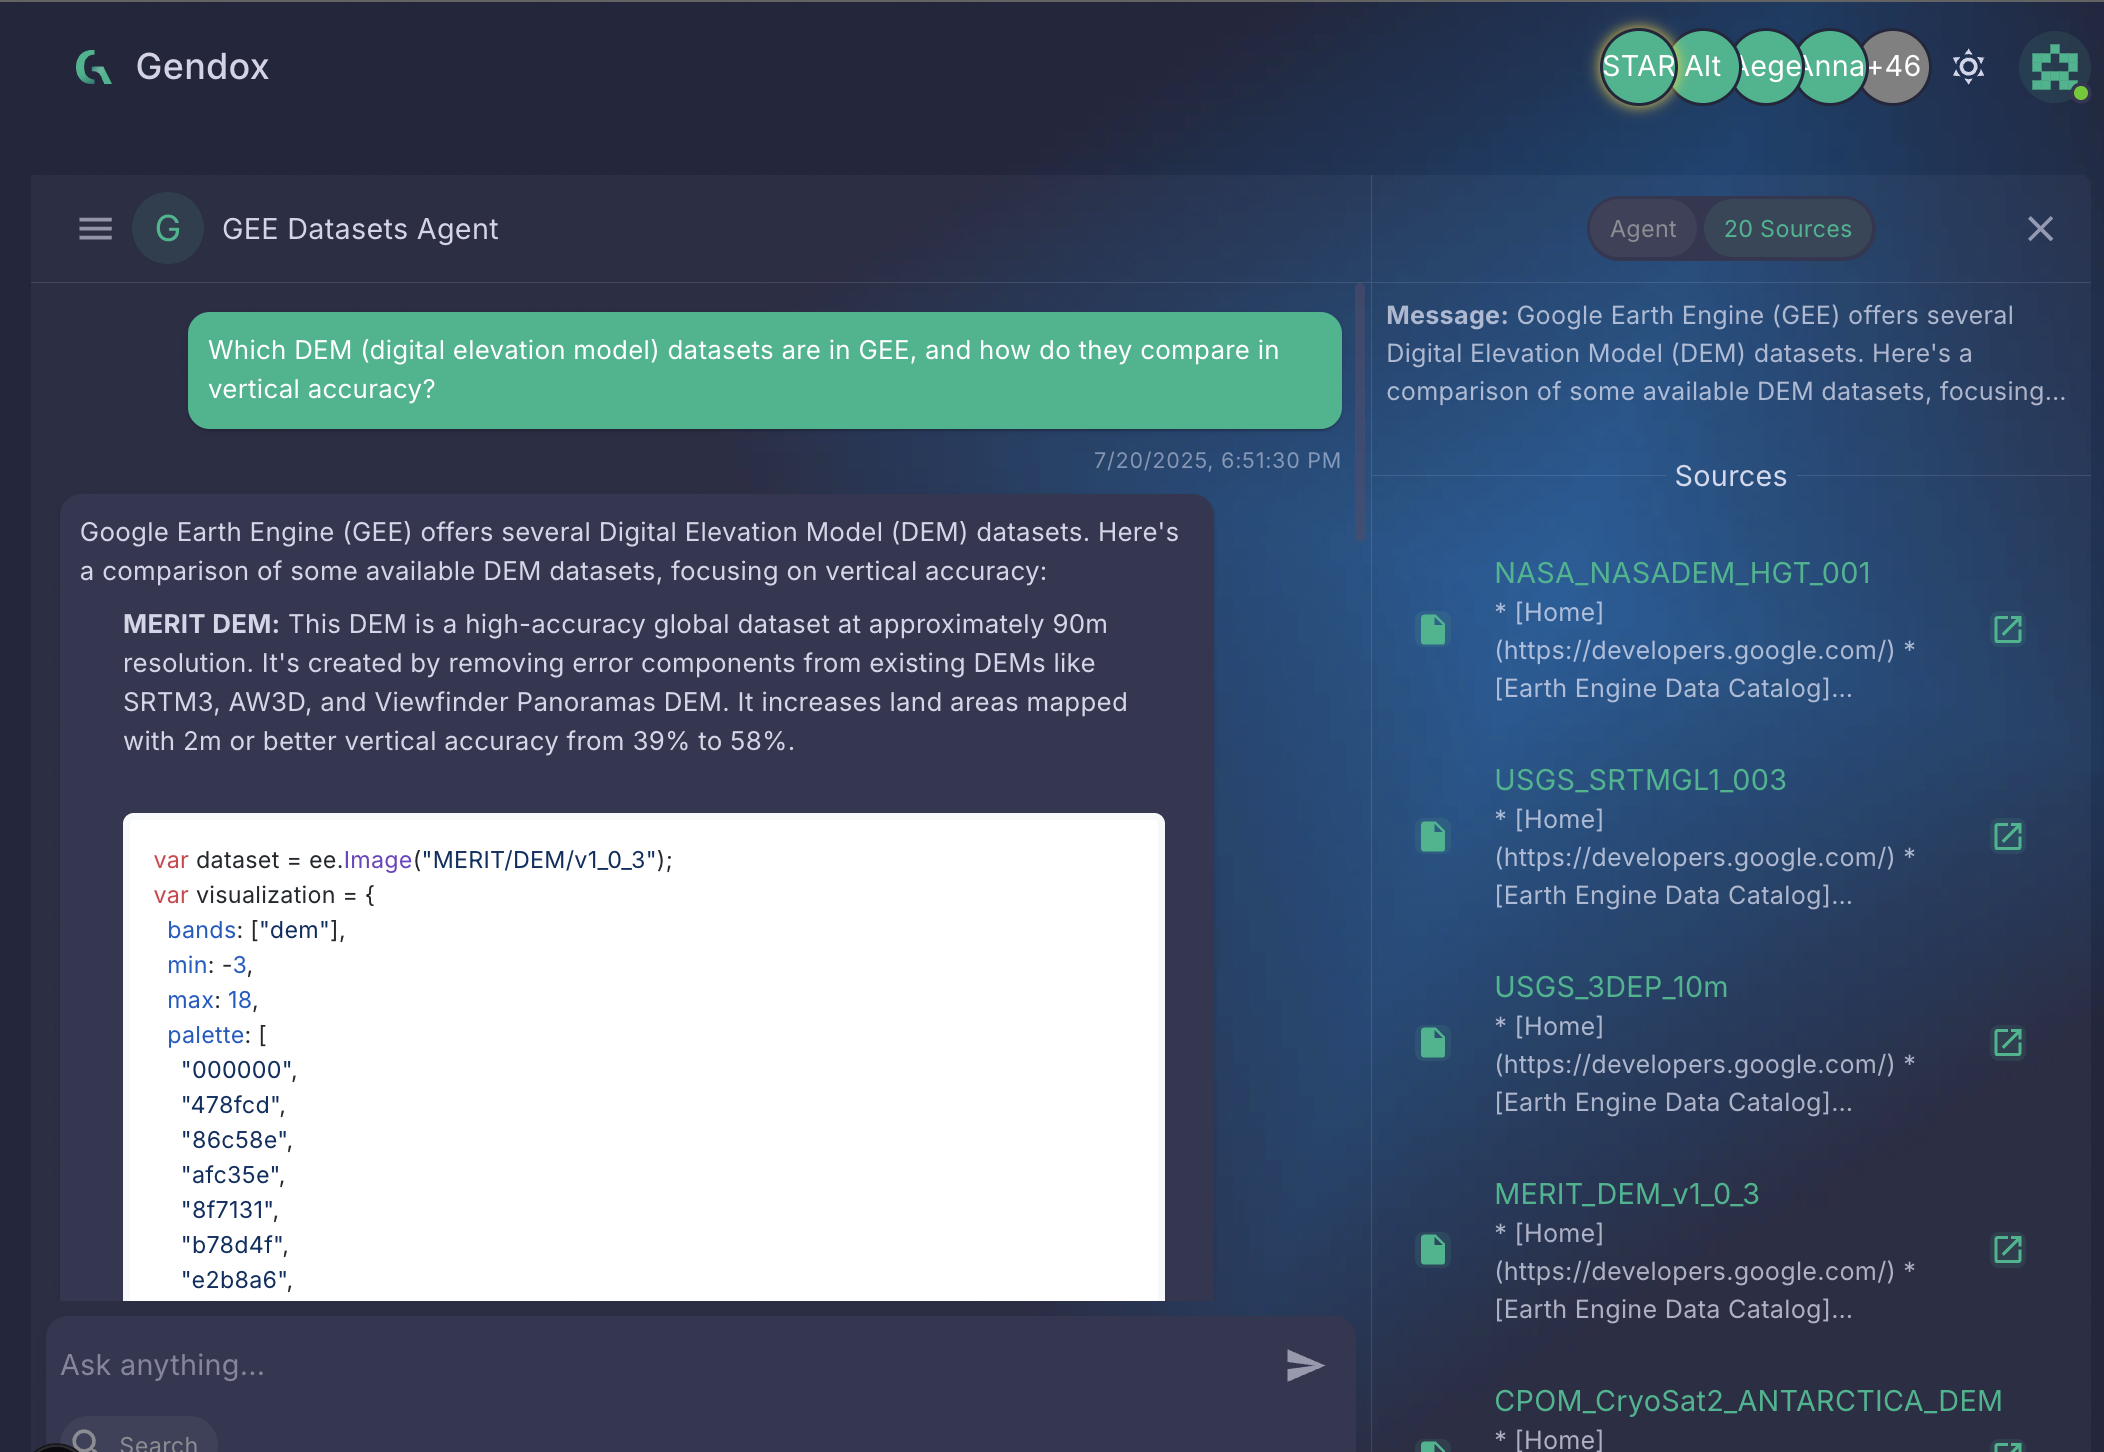 Gendox
STAR
Alt
Aege
Anna
+46
G
GEE Datasets Agent
Agent
20 Sources
Which DEM (digital elevation model) datasets are in GEE, and how do they compare in
vertical accuracy?
7/20/2025, 6:51:30 PM
Google Earth Engine (GEE) offers several Digital Elevation Model (DEM) datasets. Here's
a comparison of some available DEM datasets, focusing on vertical accuracy:
MERIT DEM: This DEM is a high-accuracy global dataset at approximately 90m
resolution. It's created by removing error components from existing DEMs like
SRTM3, AW3D, and Viewfinder Panoramas DEM. It increases land areas mapped
with 2m or better vertical accuracy from 39% to 58%.
var dataset = ee.Image("MERIT/DEM/v1_0_3");
var visualization = {
bands: ["dem"],
min: -3,
max: 18,
palette: [
"000000",
"478fcd",
"86c58e",
"afc35e",
"8f7131",
"b78d4f",
"e2b8a6",
Ask anything...
Search
Message: Google Earth Engine (GEE) offers several
Digital Elevation Model (DEM) datasets. Here's a
comparison of some available DEM datasets, focusing...
Sources
NASA_NASADEM_HGT_001
* [Home]
(https://developers.google.com/) *
[Earth Engine Data Catalog]...
USGS_SRTMGL1_003
* [Home]
(https://developers.google.com/) *
[Earth Engine Data Catalog]...
USGS_3DEP_10m
* [Home]
(https://developers.google.com/) *
[Earth Engine Data Catalog]...
MERIT_DEM_v1_0_3
* [Home]
(https://developers.google.com/) *
[Earth Engine Data Catalog]...
CPOM_CryoSat2_ANTARCTICA_DEM
* [Home]